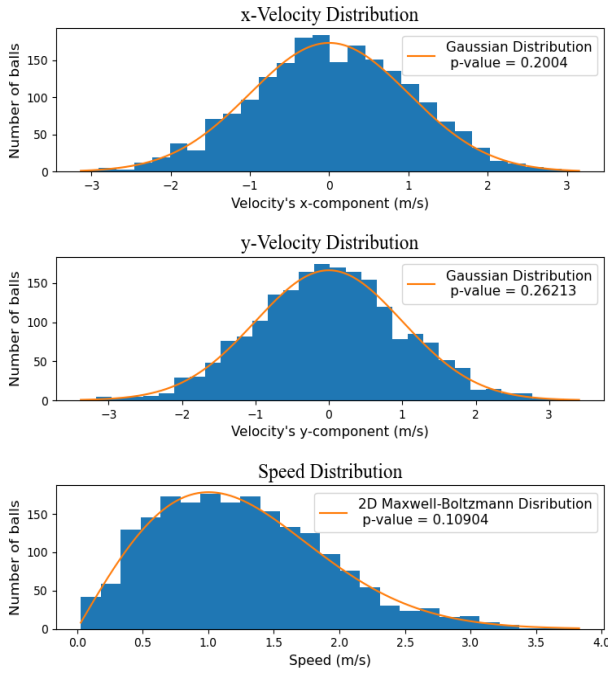 x-Velocity Distribution
Number of balls
150
100
50
0
Gaussian Distribution
p-value = 0.2004
−3 −2 −1 0 1 2 3
Velocity's x-component (m/s)
y-Velocity Distribution
Number of balls
150
100
50
0
Gaussian Distribution
p-value = 0.26213
−3 −2 −1 0 1 2 3
Velocity's y-component (m/s)
Speed Distribution
Number of balls
150
100
50
0
2D Maxwell-Boltzmann Disribution
p-value = 0.10904
0.0 0.5 1.0 1.5 2.0 2.5 3.0 3.5 4.0
Speed (m/s)